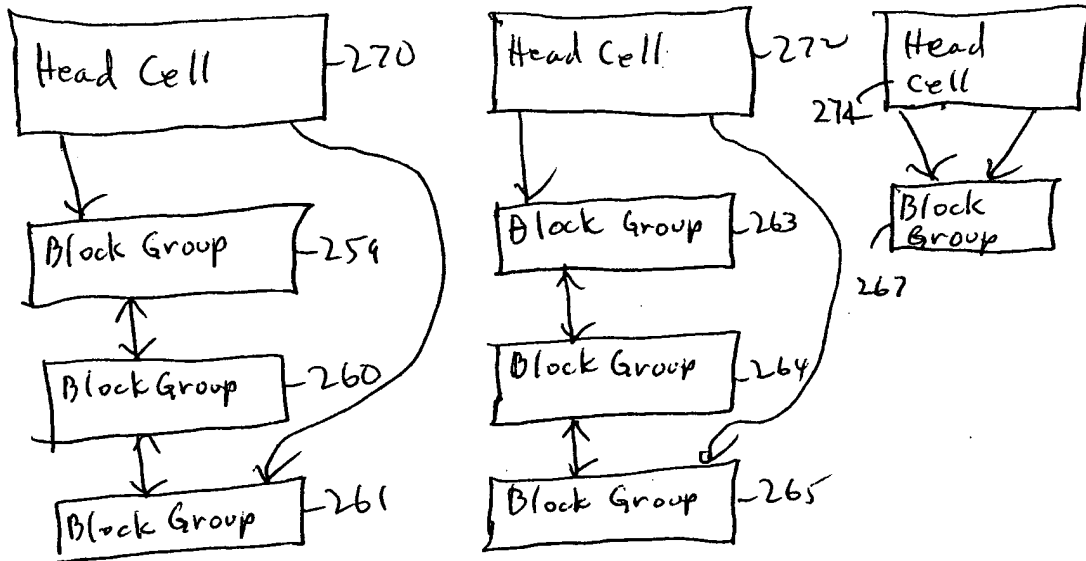 Head Cell
270
Block Group
259
Block Group
260
Block Group
261
Head Cell
272
Block Group
263
Block Group
264
Block Group
265
Head
Cell
274
Block
Group
267